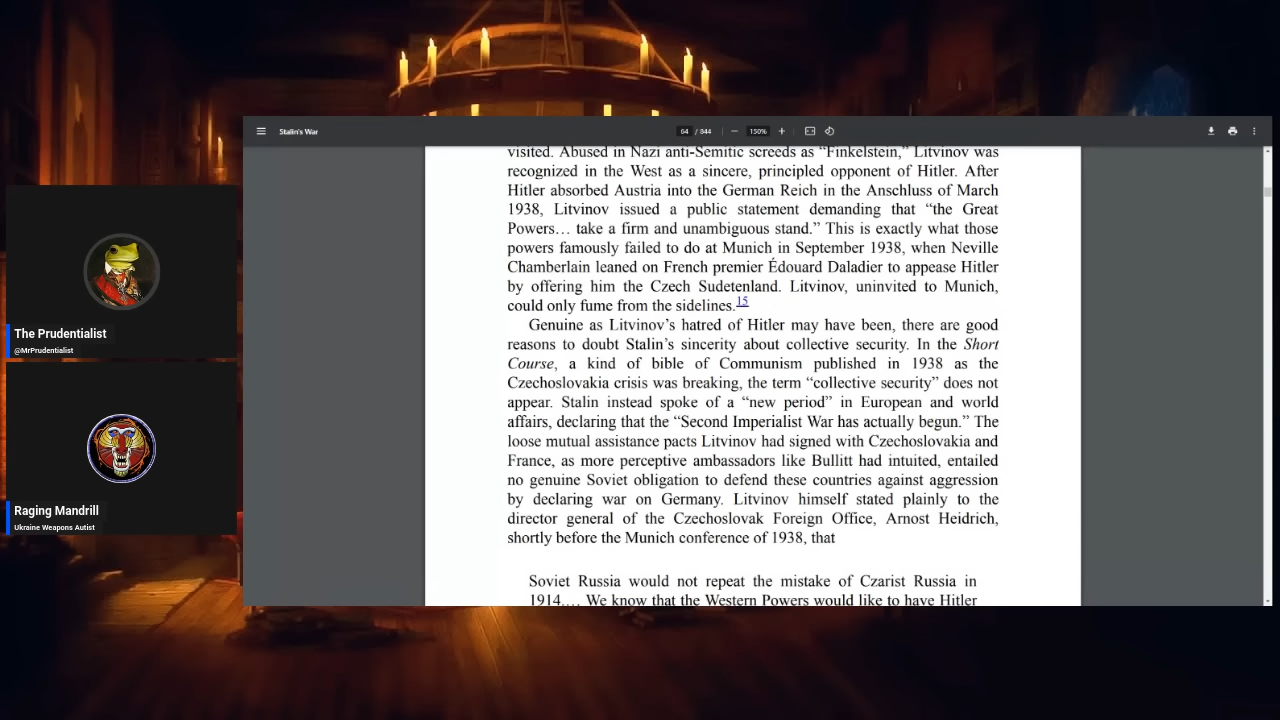 Stalin's War
64 / 844
150%
visited. Abused in Nazi anti-Semitic screeds as “Finkelstein,” Litvinov was
recognized in the West as a sincere, principled opponent of Hitler. After
Hitler absorbed Austria into the German Reich in the Anschluss of March
1938, Litvinov issued a public statement demanding that “the Great
Powers… take a firm and unambiguous stand.” This is exactly what those
powers famously failed to do at Munich in September 1938, when Neville
Chamberlain leaned on French premier Édouard Daladier to appease Hitler
by offering him the Czech Sudetenland. Litvinov, uninvited to Munich,
could only fume from the sidelines.15
Genuine as Litvinov’s hatred of Hitler may have been, there are good
reasons to doubt Stalin’s sincerity about collective security. In the Short
Course, a kind of bible of Communism published in 1938 as the
Czechoslovakia crisis was breaking, the term “collective security” does not
appear. Stalin instead spoke of a “new period” in European and world
affairs, declaring that the “Second Imperialist War has actually begun.” The
loose mutual assistance pacts Litvinov had signed with Czechoslovakia and
France, as more perceptive ambassadors like Bullitt had intuited, entailed
no genuine Soviet obligation to defend these countries against aggression
by declaring war on Germany. Litvinov himself stated plainly to the
director general of the Czechoslovak Foreign Office, Arnost Heidrich,
shortly before the Munich conference of 1938, that
Soviet Russia would not repeat the mistake of Czarist Russia in
1914…. We know that the Western Powers would like to have Hitler
The Prudentialist
@MrPrudentialist
Raging Mandrill
Ukraine Weapons Autist